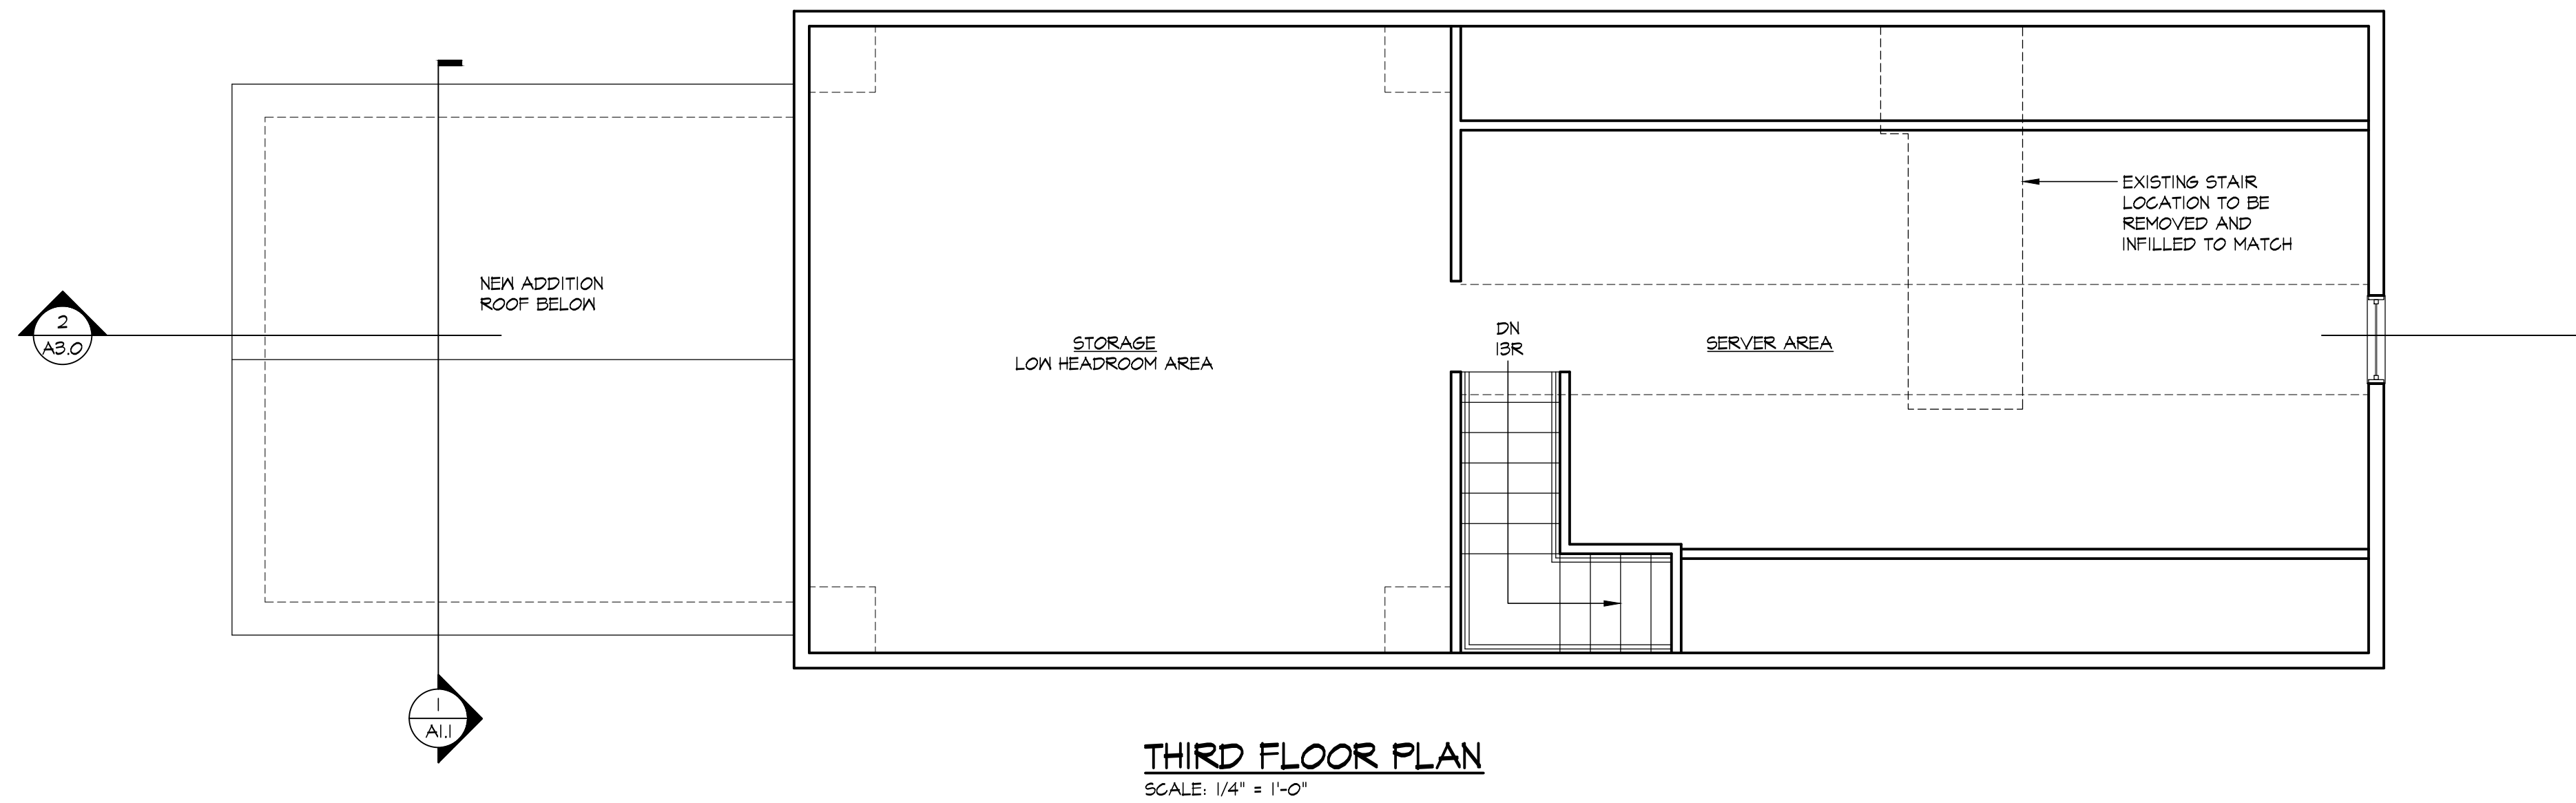 EXISTING STAIR
LOCATION TO BE
REMOVED AND
INFILLED TO MATCH
NEW ADDITION
ROOF BELOW
2
A3.0
STORAGE
LOW HEADROOM AREA
DN
13R
SERVER AREA
1
A1.1
THIRD FLOOR PLAN
SCALE: 1/4" = 1'-0"